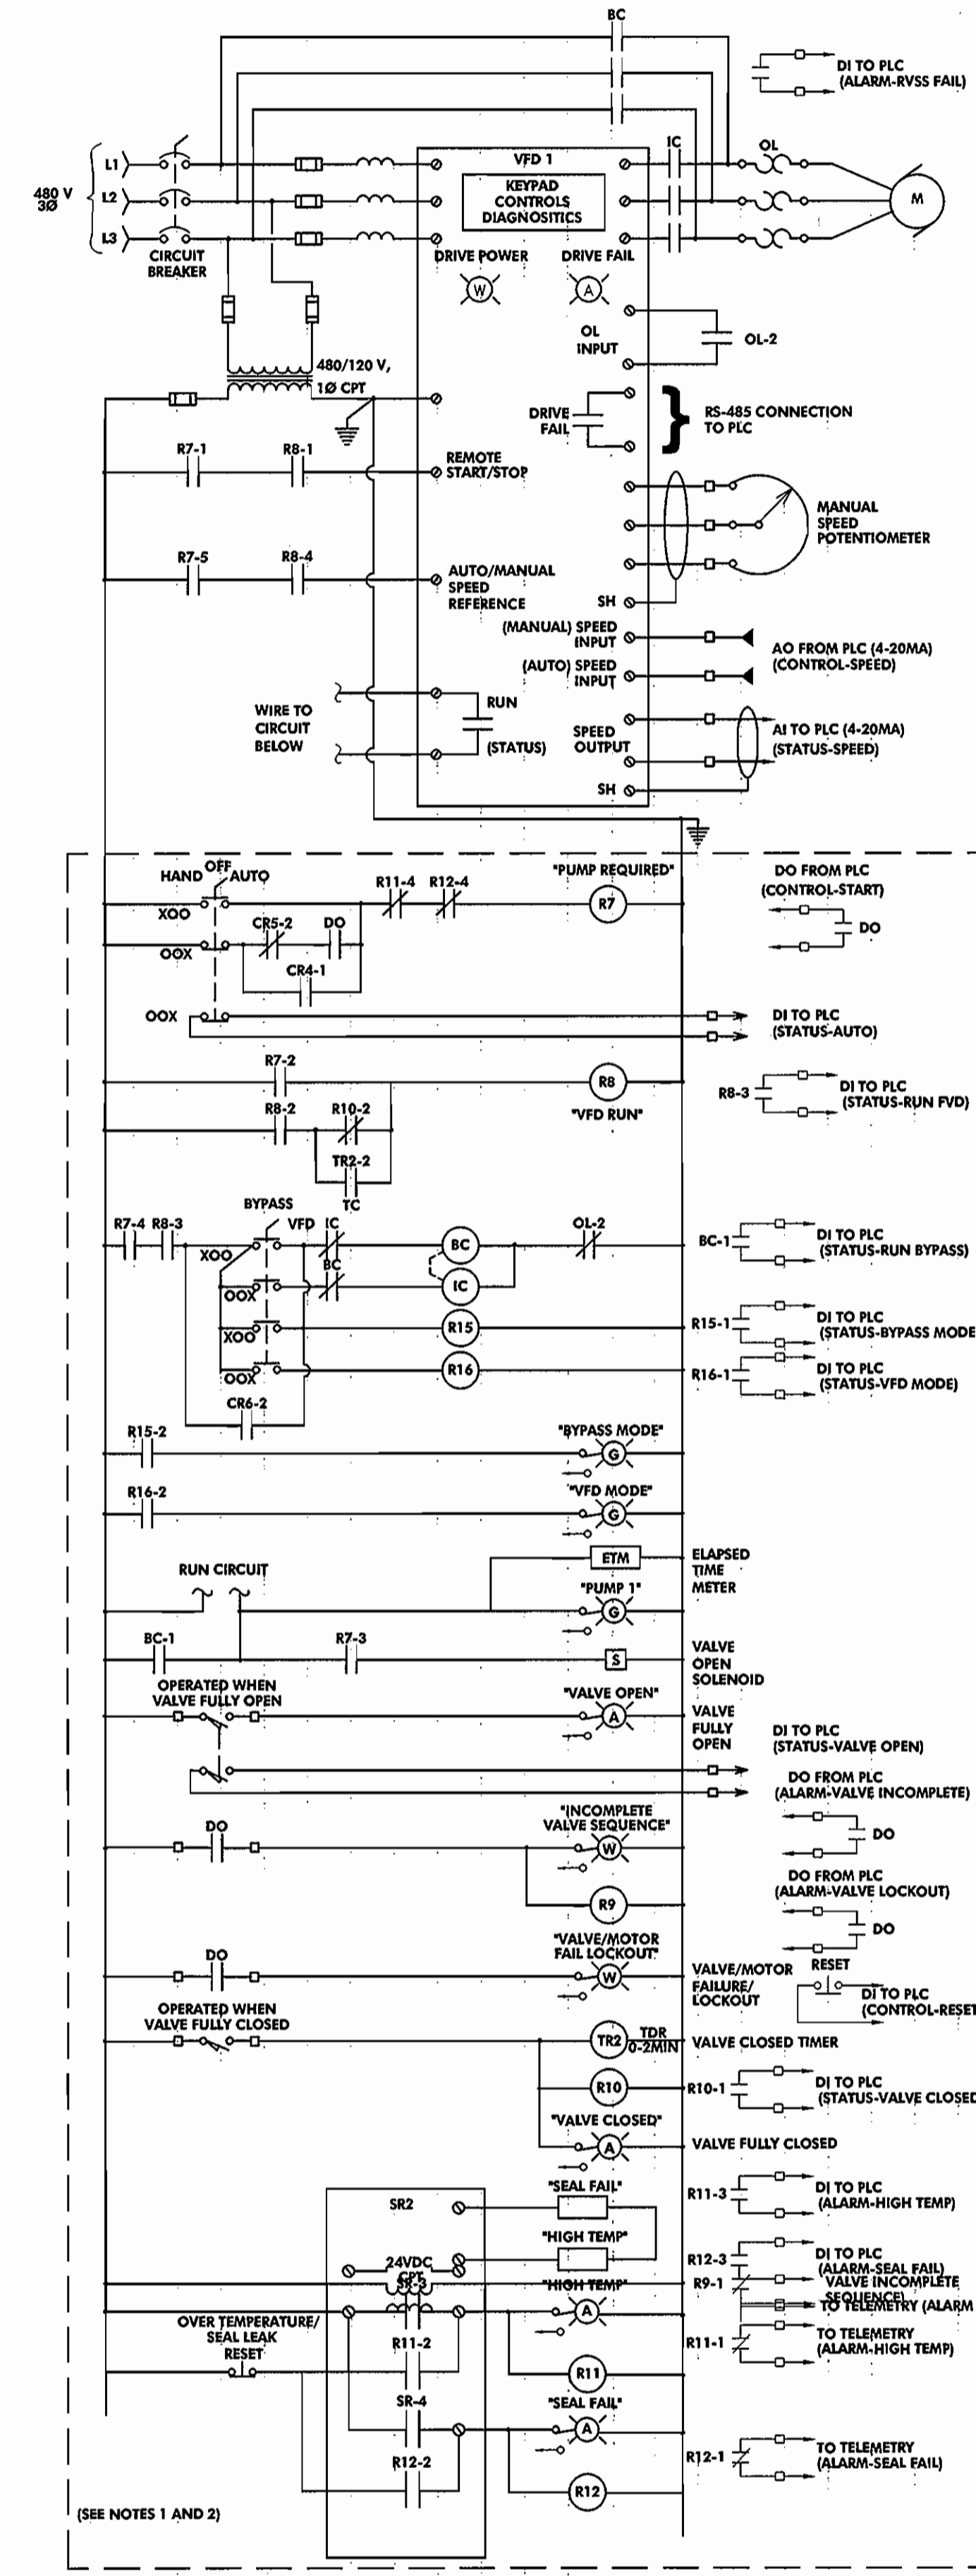 BC
DI TO PLC
(ALARM-RVSS FAIL)
480 V
3Ø
L1
L2
L3
CIRCUIT
BREAKER
VFD 1
KEYPAD
CONTROLS
DIAGNOSITICS
DRIVE POWER
DRIVE FAIL
W
A
IC
OL
M
OL
INPUT
OL-2
480/120 V,
1Ø CPT
DRIVE
FAIL
RS-485 CONNECTION
TO PLC
R7-1
R8-1
REMOTE
START/STOP
MANUAL
SPEED
POTENTIOMETER
R7-5
R8-4
AUTO/MANUAL
SPEED
REFERENCE
SH
(MANUAL) SPEED
INPUT
(AUTO) SPEED
INPUT
AO FROM PLC (4-20MA)
(CONTROL-SPEED)
WIRE TO
CIRCUIT
BELOW
RUN
(STATUS)
SPEED
OUTPUT
AI TO PLC (4-20MA)
(STATUS-SPEED)
SH
HAND
OFF
AUTO
XOO
R11-4
R12-4
"PUMP REQUIRED"
R7
DO FROM PLC
(CONTROL-START)
DO
OOX
CR5-2
DO
CR4-1
OOX
DI TO PLC
(STATUS-AUTO)
R7-2
R8
"VFD RUN"
R8-2
R10-2
TR2-2
TC
R8-3
DI TO PLC
(STATUS-RUN FVD)
BYPASS
R7-4
R8-3
VFD
IC
XOO
BC
OL-2
BC
OOX
IC
XOO
R15
OOX
R16
CR6-2
BC-1
DI TO PLC
(STATUS-RUN BYPASS)
R15-1
DI TO PLC
(STATUS-BYPASS MODE
R16-1
DI TO PLC
(STATUS-VFD MODE)
R15-2
"BYPASS MODE"
G
R16-2
"VFD MODE"
G
RUN CIRCUIT
ETM
ELAPSED
TIME
METER
"PUMP 1"
G
BC-1
R7-3
S
VALVE
OPEN
SOLENOID
OPERATED WHEN
VALVE FULLY OPEN
"VALVE OPEN"
A
VALVE
FULLY
OPEN
DI TO PLC
(STATUS-VALVE OPEN)
DO FROM PLC
(ALARM-VALVE INCOMPLETE)
DO
DO
"INCOMPLETE
VALVE SEQUENCE"
W
R9
DO FROM PLC
(ALARM-VALVE LOCKOUT)
DO
DO
"VALVE/MOTOR
FAIL LOCKOUT"
W
VALVE/MOTOR
FAILURE/
LOCKOUT
RESET
DI TO PLC
(CONTROL-RESET
OPERATED WHEN
VALVE FULLY CLOSED
TR2
TDR
0-2MIN
VALVE CLOSED TIMER
R10
R10-1
DI TO PLC
(STATUS-VALVE CLOSED
"VALVE CLOSED"
A
VALVE FULLY CLOSED
SR2
"SEAL FAIL"
R11-3
DI TO PLC
(ALARM-HIGH TEMP)
"HIGH TEMP"
24VDC
CPT
SR-3
R12-3
DI TO PLC
(ALARM-SEAL FAIL)
R9-1
VALVE INCOMPLETE
SEQUENCE)
TO TELEMETRY (ALARM
"HIGH TEMP"
A
OVER TEMPERATURE/
SEAL LEAK
RESET
R11-2
R11
R11-1
TO TELEMETRY
(ALARM-HIGH TEMP)
SR-4
"SEAL FAIL"
A
R12-2
R12
R12-1
TO TELEMETRY
(ALARM-SEAL FAIL)
(SEE NOTES 1 AND 2)